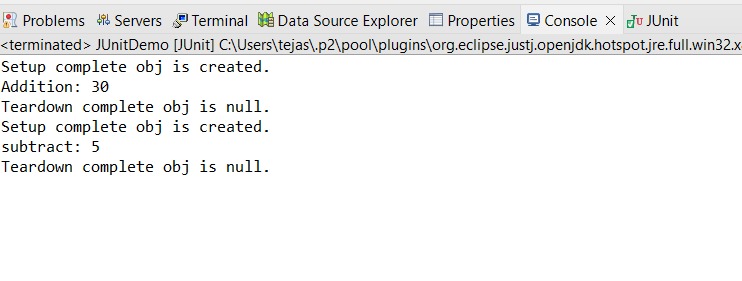 Problems Servers Terminal Data Source Explorer Properties Console JUnit
<terminated> JUnitDemo [JUnit] C:\Users\tejas\.p2\pool\plugins\org.eclipse.justj.openjdk.hotspot.jre.full.win32.x
Setup complete obj is created.
Addition: 30
Teardown complete obj is null.
Setup complete obj is created.
subtract: 5
Teardown complete obj is null.